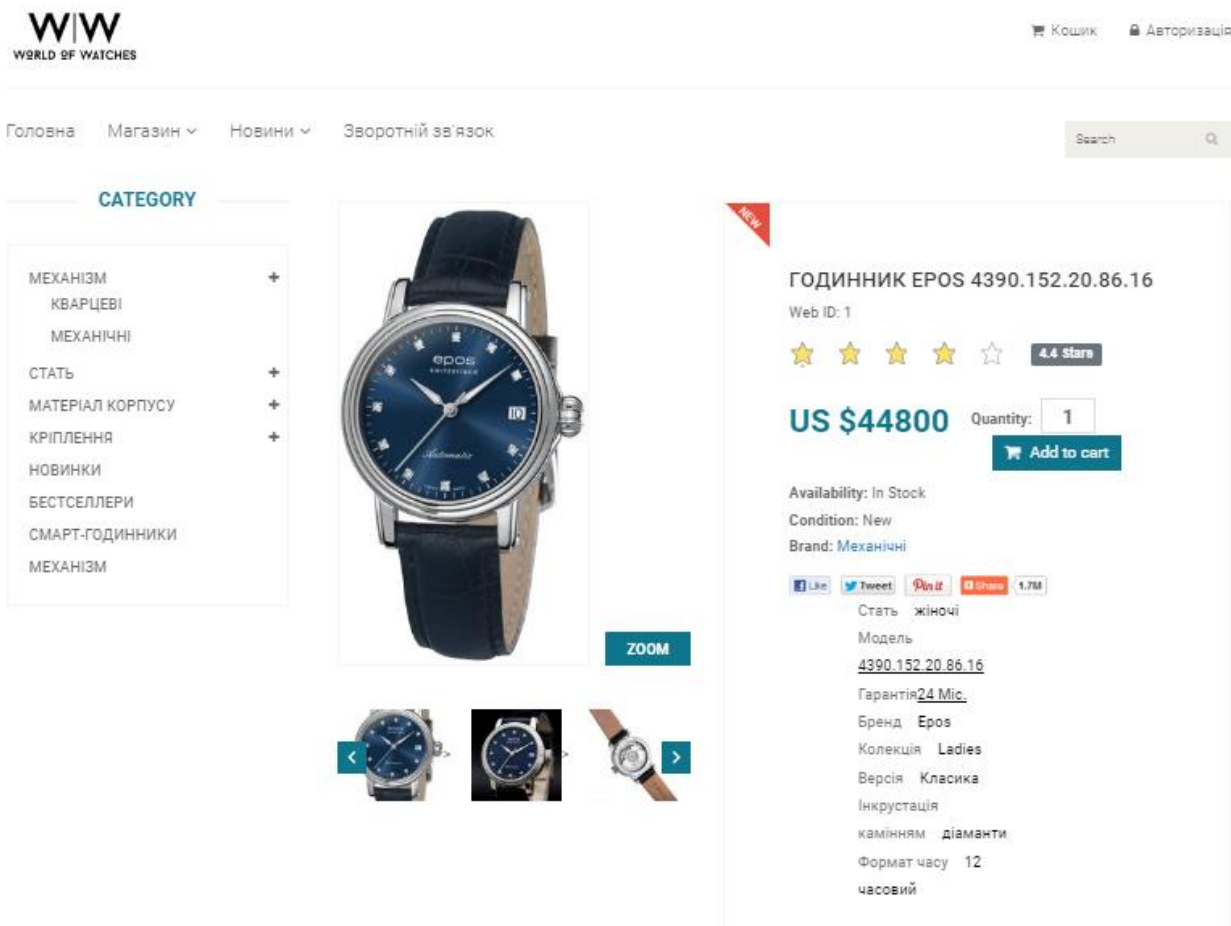 W|W
WORLD OF WATCHES
Кошик
Авторизація
Головна
Магазин
Новини
Зворотній зв'язок
Search
CATEGORY
МЕХАНІЗМ
КВАРЦЕВІ
МЕХАНІЧНІ
СТАТЬ
МАТЕРІАЛ КОРПУСУ
КРІПЛЕННЯ
НОВИНКИ
БЕСТСЕЛЛЕРИ
СМАРТ-ГОДИННИКИ
МЕХАНІЗМ
epos
SWITZERLAND
10
Automatic
ZOOM
NEW
ГОДИННИК EPOS 4390.152.20.86.16
Web ID: 1
4.4 Stars
US $44800 Quantity: 1
Add to cart
Availability: In Stock
Condition: New
Brand: Механічні
Like Tweet Pin it Share 1.7M
Стать жіночі
Модель
4390.152.20.86.16
Гарантія24 Міс.
Бренд Epos
Колекція Ladies
Версія Класика
Інкрустація
камінням діаманти
Формат часу 12
часовий